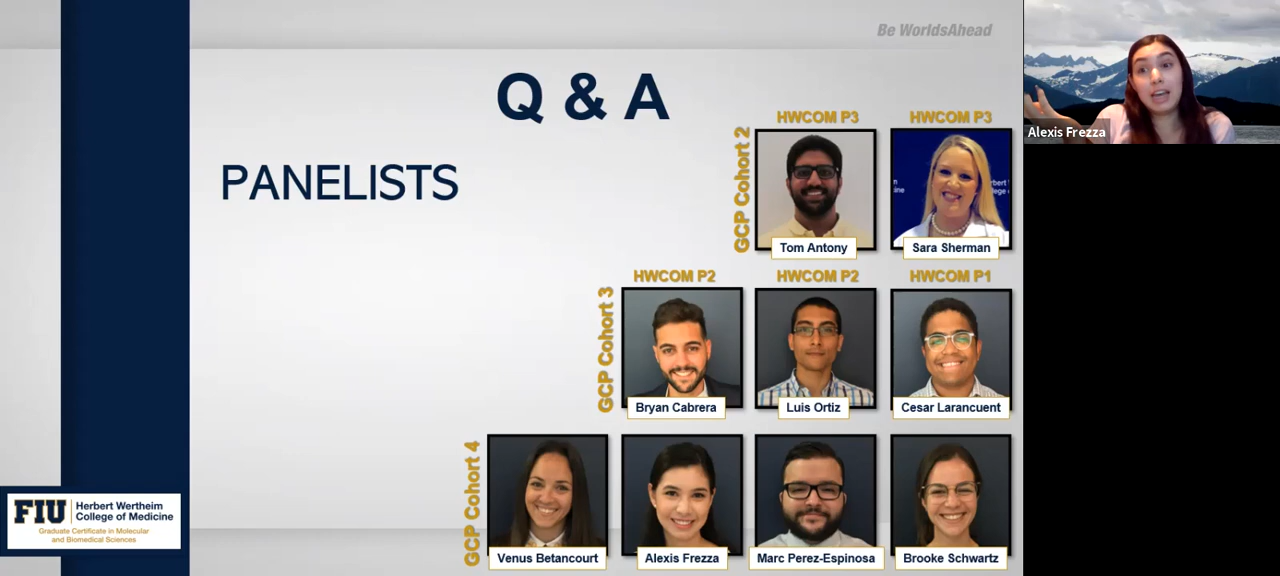 Be WorldsAhead
Q & A
PANELISTS
HWCOM P3
HWCOM P3
GCP Cohort 2
Tom Antony
Sara Sherman
HWCOM P2
HWCOM P2
HWCOM P1
GCP Cohort 3
Bryan Cabrera
Luis Ortiz
Cesar Larancuent
GCP Cohort 4
Venus Betancourt
Alexis Frezza
Marc Perez-Espinosa
Brooke Schwartz
FIU
Herbert Wertheim
College of Medicine
Graduate Certificate in Molecular
and Biomedical Sciences
Alexis Frezza